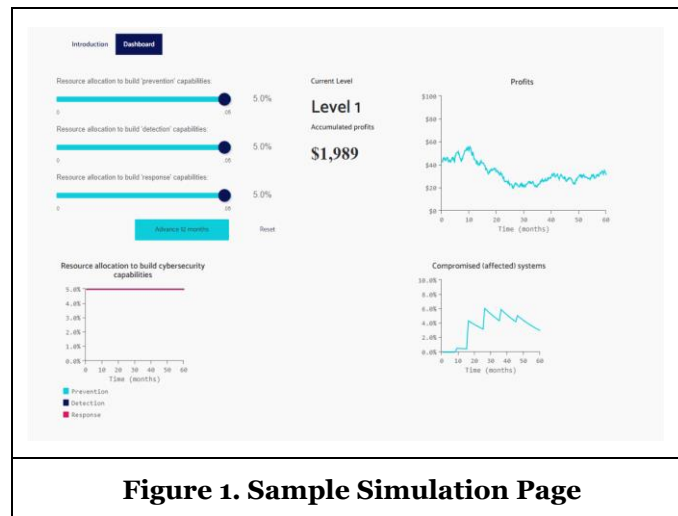 Introduction
Dashboard
Resource allocation to build 'prevention' capabilities:
5.0%
0
.05
Resource allocation to build 'detection' capabilities:
5.0%
0
.05
Resource allocation to build 'response' capabilities:
5.0%
0
.05
Advance 12 months
Reset
Current Level
Level 1
Accumulated profits
$1,989
Profits
$100
$80
$60
$40
$20
$0
0 10 20 30 40 50 60
Time (months)
Resource allocation to build cybersecurity
capabilities
5.0%
4.0%
3.0%
2.0%
1.0%
0.0%
0 10 20 30 40 50 60
Time (months)
Prevention
Detection
Response
Compromised (affected) systems
10.0%
8.0%
6.0%
4.0%
2.0%
0.0%
0 10 20 30 40 50 60
Time (months)
Figure 1. Sample Simulation Page